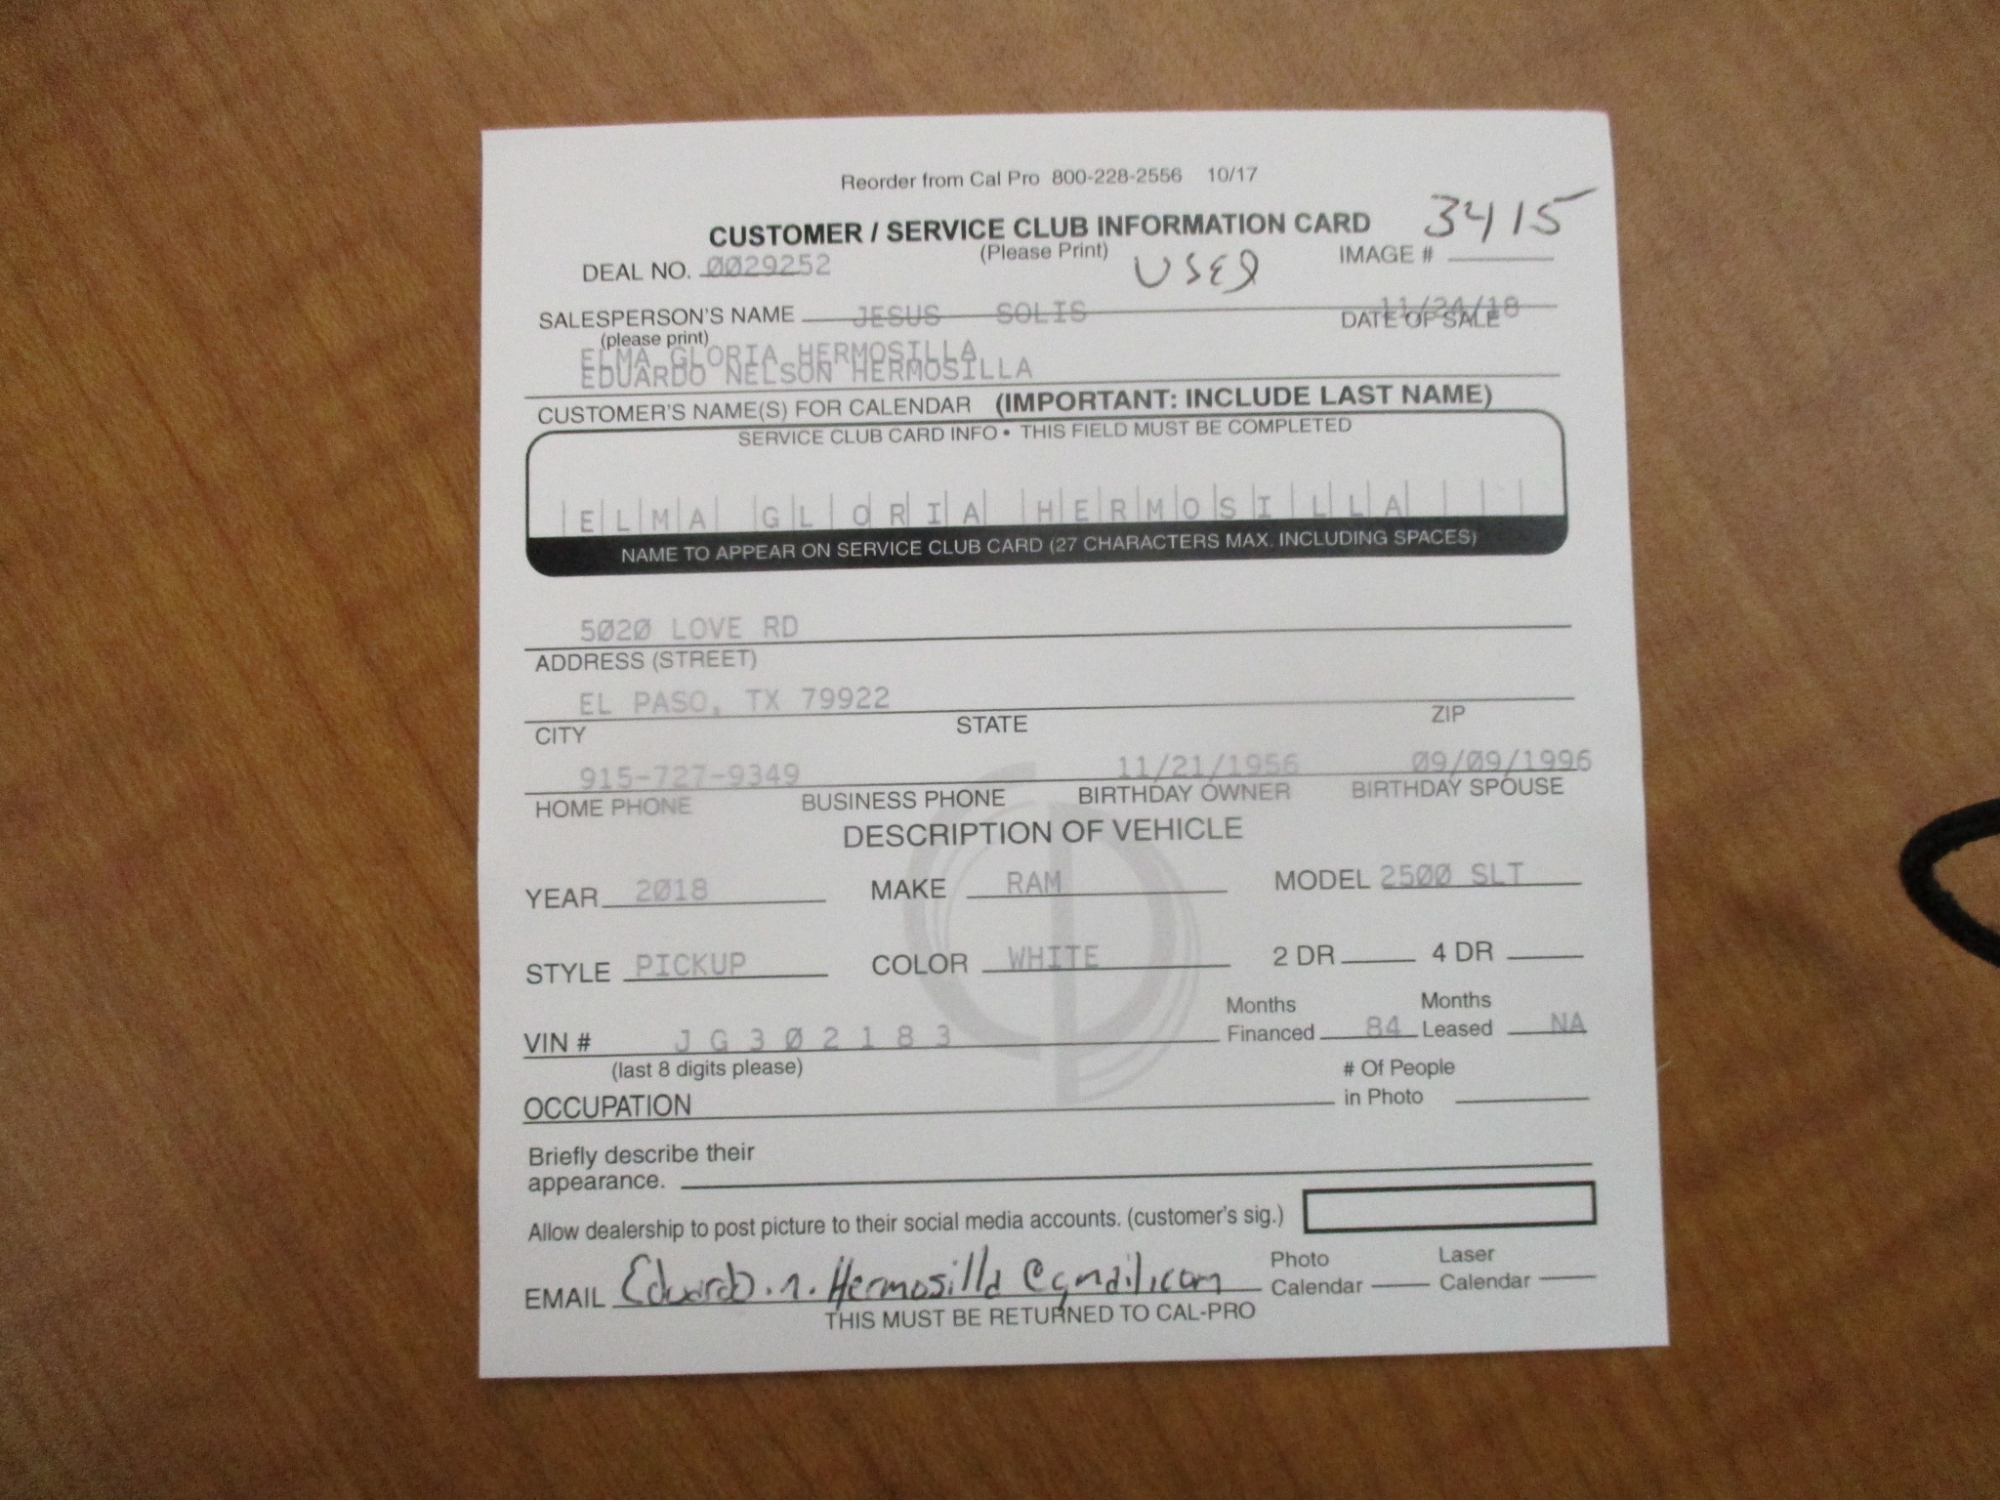 Reorder from Cal Pro 800-228-2556 10/17
CUSTOMER / SERVICE CLUB INFORMATION CARD 3415
(Please Print) USED IMAGE #
DEAL NO. 0029252
SALESPERSON'S NAME JESUS SOLIS DATE OF SALE 11/24/18
(please print)
ELMA GLORIA HERMOSILLA
EDUARDO NELSON HERMOSILLA
CUSTOMER'S NAME(S) FOR CALENDAR (IMPORTANT: INCLUDE LAST NAME)
SERVICE CLUB CARD INFO • THIS FIELD MUST BE COMPLETED
ELMA GLORIA HERMOSILLA
NAME TO APPEAR ON SERVICE CLUB CARD (27 CHARACTERS MAX. INCLUDING SPACES)
5020 LOVE RD
ADDRESS (STREET)
EL PASO, TX 79922
CITY STATE ZIP
915-727-9349 11/21/1956 09/09/1996
HOME PHONE BUSINESS PHONE BIRTHDAY OWNER BIRTHDAY SPOUSE
DESCRIPTION OF VEHICLE
YEAR 2018 MAKE RAM MODEL 2500 SLT
STYLE PICKUP COLOR WHITE 2 DR 4 DR
Months Months
VIN # JG302183 Financed 84 Leased NA
(last 8 digits please) # Of People
OCCUPATION in Photo
Briefly describe their
appearance.
Allow dealership to post picture to their social media accounts. (customer's sig.)
Photo Laser
EMAIL Eduardo.n.Hermosilla@gmail.com Calendar Calendar
THIS MUST BE RETURNED TO CAL-PRO